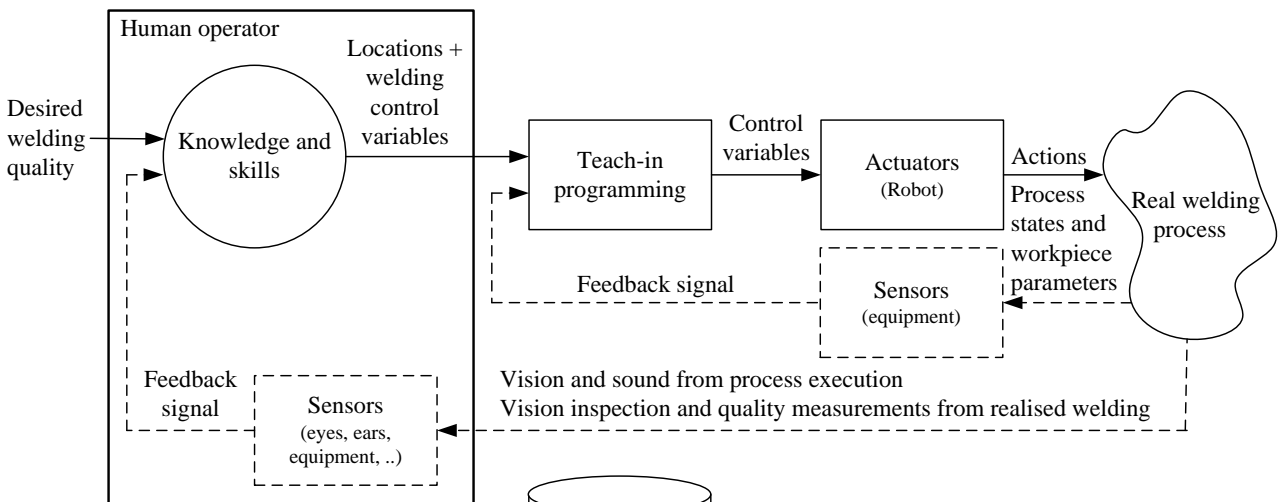 Human operator
Desired
welding
quality
Knowledge and
skills
Locations +
welding
control
variables
Teach-in
programming
Control
variables
Actuators
(Robot)
Actions
Process
states and
workpiece
parameters
Real welding
process
Feedback signal
Sensors
(equipment)
Feedback
signal
Sensors
(eyes, ears,
equipment, ..)
Vision and sound from process execution
Vision inspection and quality measurements from realised welding